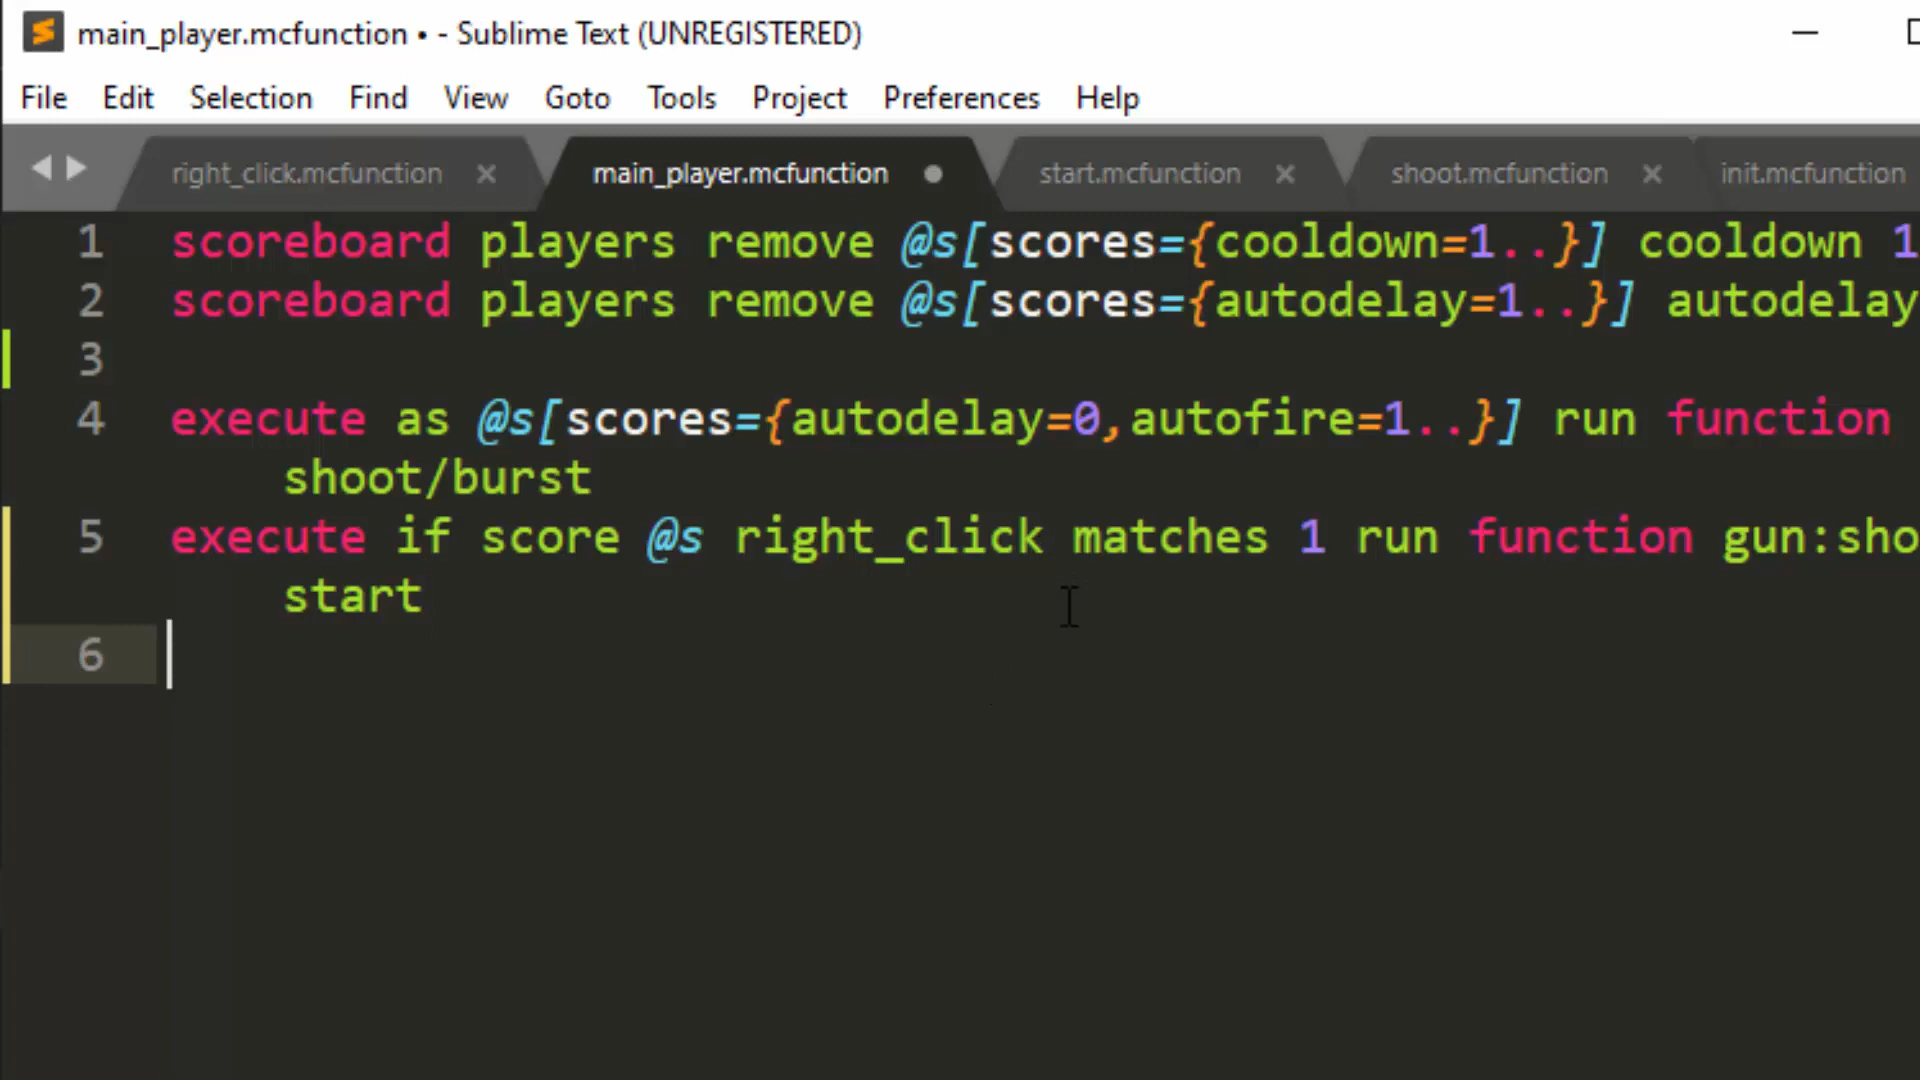 main_player.mcfunction • - Sublime Text (UNREGISTERED)
File Edit Selection Find View Goto Tools Project Preferences Help
right_click.mcfunction × main_player.mcfunction start.mcfunction × shoot.mcfunction × init.mcfunction
1 scoreboard players remove @s[scores={cooldown=1..}] cooldown 1
2 scoreboard players remove @s[scores={autodelay=1..}] autodelay
3
4 execute as @s[scores={autodelay=0,autofire=1..}] run function
shoot/burst
5 execute if score @s right_click matches 1 run function gun:sho
start
6